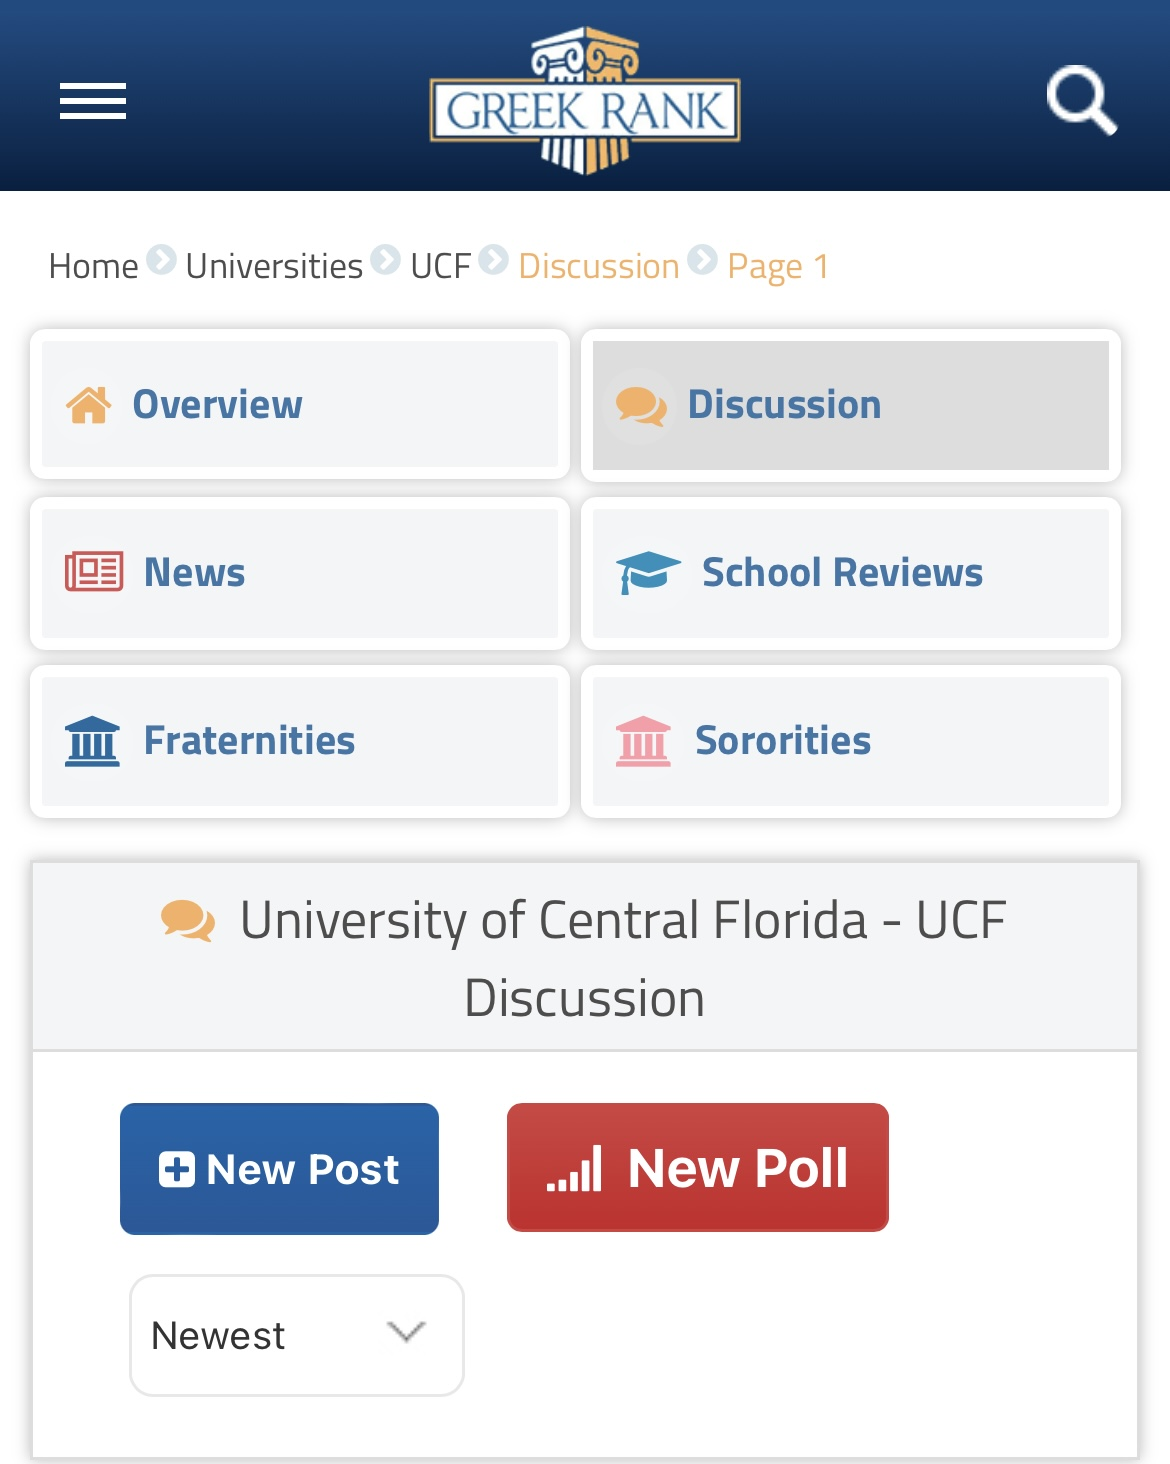 GREEK RANK
Home Universities UCF Discussion Page 1
Overview
Discussion
News
School Reviews
Fraternities
Sororities
University of Central Florida - UCF
Discussion
New Post
New Poll
Newest